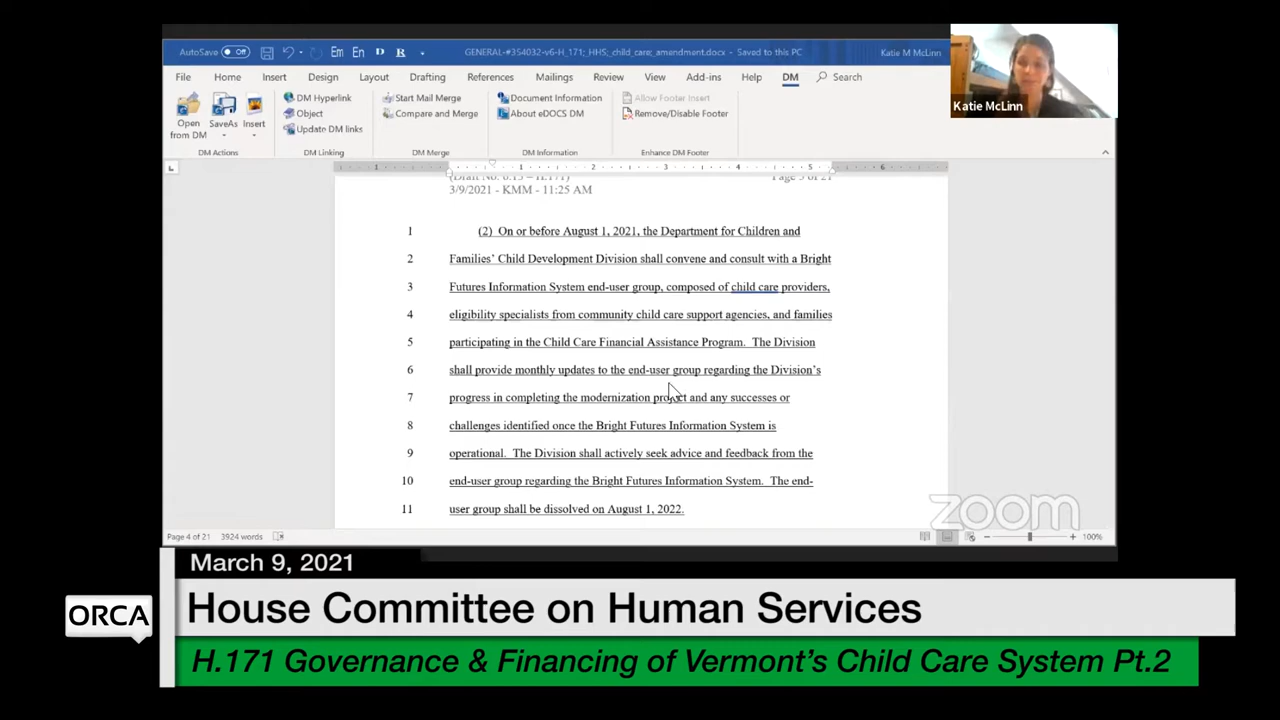 AutoSave Off
GENERAL-#354032-v6-H_171;_HHS;_child_care;_amendment.docx - Saved to this PC
Katie M McLinn
File Home Insert Design Draw Layout Drafting References Mailings Review View Add-ins Help DM Search
Open from DM
SaveAs
Insert
DM Hyperlink
Object
Update DM links
Start Mail Merge
Compare and Merge
Document Information
About eDOCS DM
Allow Footer Insert
Remove/Disable Footer
DM Actions
DM Linking
DM Merge
DM Information
Enhance DM Footer
Katie McLinn
3/9/2021 - KMM - 11:25 AM
1 (2) On or before August 1, 2021, the Department for Children and
2 Families' Child Development Division shall convene and consult with a Bright
3 Futures Information System end-user group, composed of child care providers,
4 eligibility specialists from community child care support agencies, and families
5 participating in the Child Care Financial Assistance Program. The Division
6 shall provide monthly updates to the end-user group regarding the Division's
7 progress in completing the modernization project and any successes or
8 challenges identified once the Bright Futures Information System is
9 operational. The Division shall actively seek advice and feedback from the
10 end-user group regarding the Bright Futures Information System. The end-
11 user group shall be dissolved on August 1, 2022.
zoom
Page 4 of 21 3924 words
100%
March 9, 2021
ORCA
House Committee on Human Services
H.171 Governance & Financing of Vermont's Child Care System Pt.2